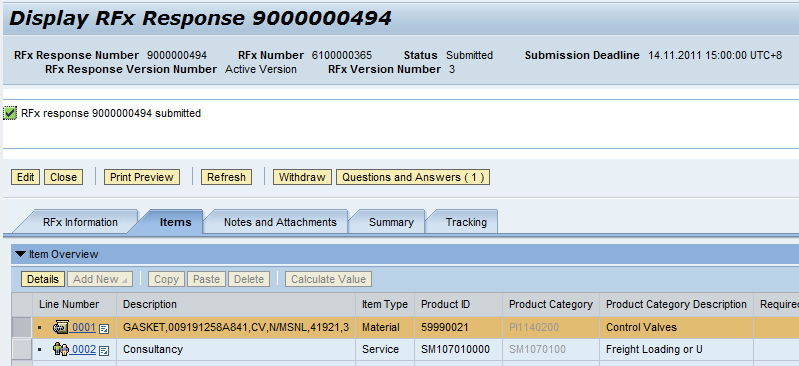 Display RFx Response 9000000494
RFx Response Number 9000000494 RFx Number 6100000365 Status Submitted Submission Deadline 14.11.2011 15:00:00 UTC+8
RFx Response Version Number Active Version RFx Version Number 3
RFx response 9000000494 submitted
Edit Close Print Preview Refresh Withdraw Questions and Answers ( 1 )
RFx Information Items Notes and Attachments Summary Tracking
Item Overview
Details Add New Copy Paste Delete Calculate Value
Line Number Description Item Type Product ID Product Category Product Category Description Required
0001 GASKET,009191258A841,CV,N/MSNL,41921,3 Material 59990021 PI1140200 Control Valves
0002 Consultancy Service SM107010000 SM1070100 Freight Loading or U